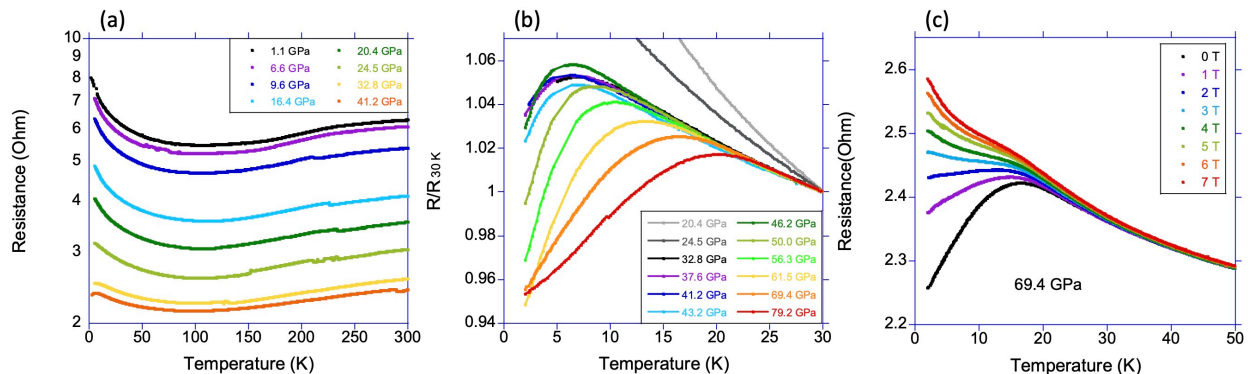 (a)
10
9
8
7
6
5
4
3
2
Resistance (Ohm)
1.1 GPa
6.6 GPa
9.6 GPa
16.4 GPa
20.4 GPa
24.5 GPa
32.8 GPa
41.2 GPa
0 50 100 150 200 250 300
Temperature (K)
(b)
1.06
1.04
1.02
1
0.98
0.96
0.94
R/R30 K
20.4 GPa
24.5 GPa
32.8 GPa
37.6 GPa
41.2 GPa
43.2 GPa
46.2 GPa
50.0 GPa
56.3 GPa
61.5 GPa
69.4 GPa
79.2 GPa
0 5 10 15 20 25 30
Temperature (K)
(c)
2.6
2.5
2.4
2.3
2.2
Resistance(Ohm)
0 T
1 T
2 T
3 T
4 T
5 T
6 T
7 T
69.4 GPa
0 10 20 30 40 50
Temperature (K)